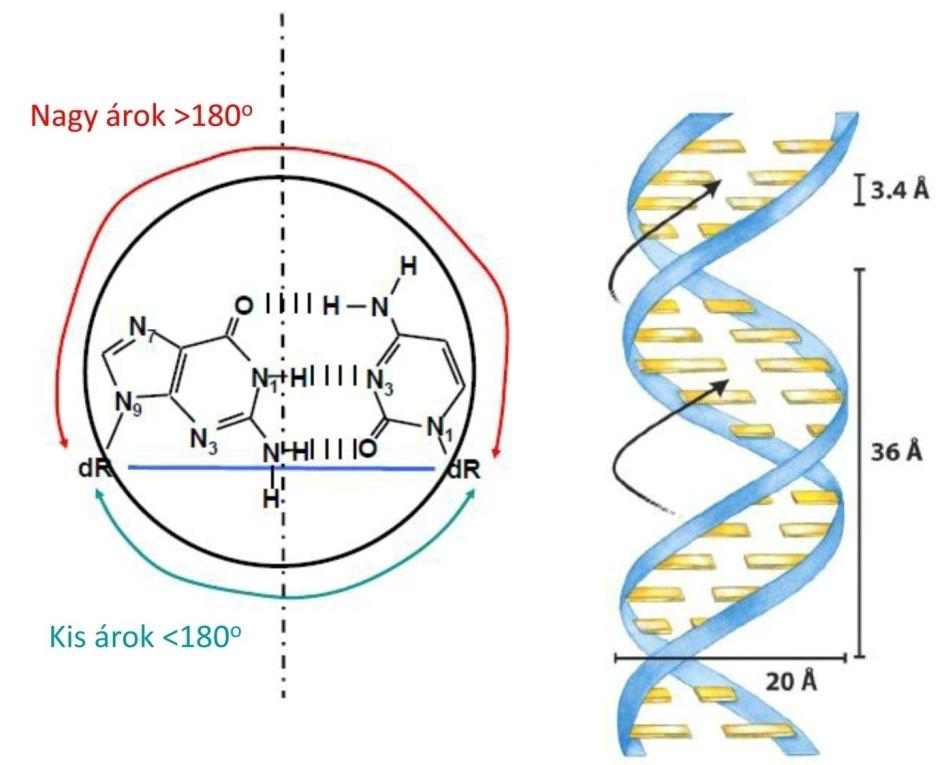 Nagy árok >180°
3.4 Å
H
O H N
N7
N1 H N3
N9
N3 N1
N H O
dR dR
36 Å
H
Kis árok <180°
20 Å